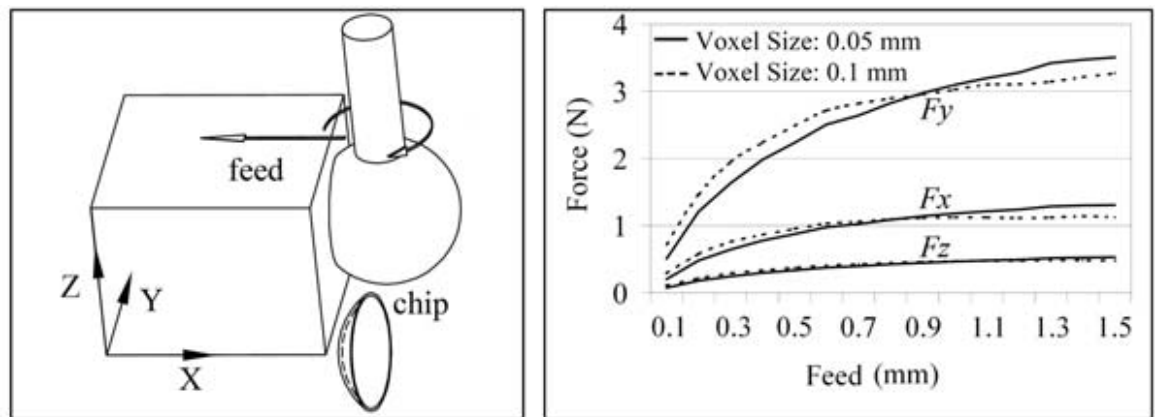 feed
chip
Z
Y
X
4
3
2
1
0
Force (N)
Voxel Size: 0.05 mm
Voxel Size: 0.1 mm
Fy
Fx
Fz
0.1 0.3 0.5 0.7 0.9 1.1 1.3 1.5
Feed (mm)